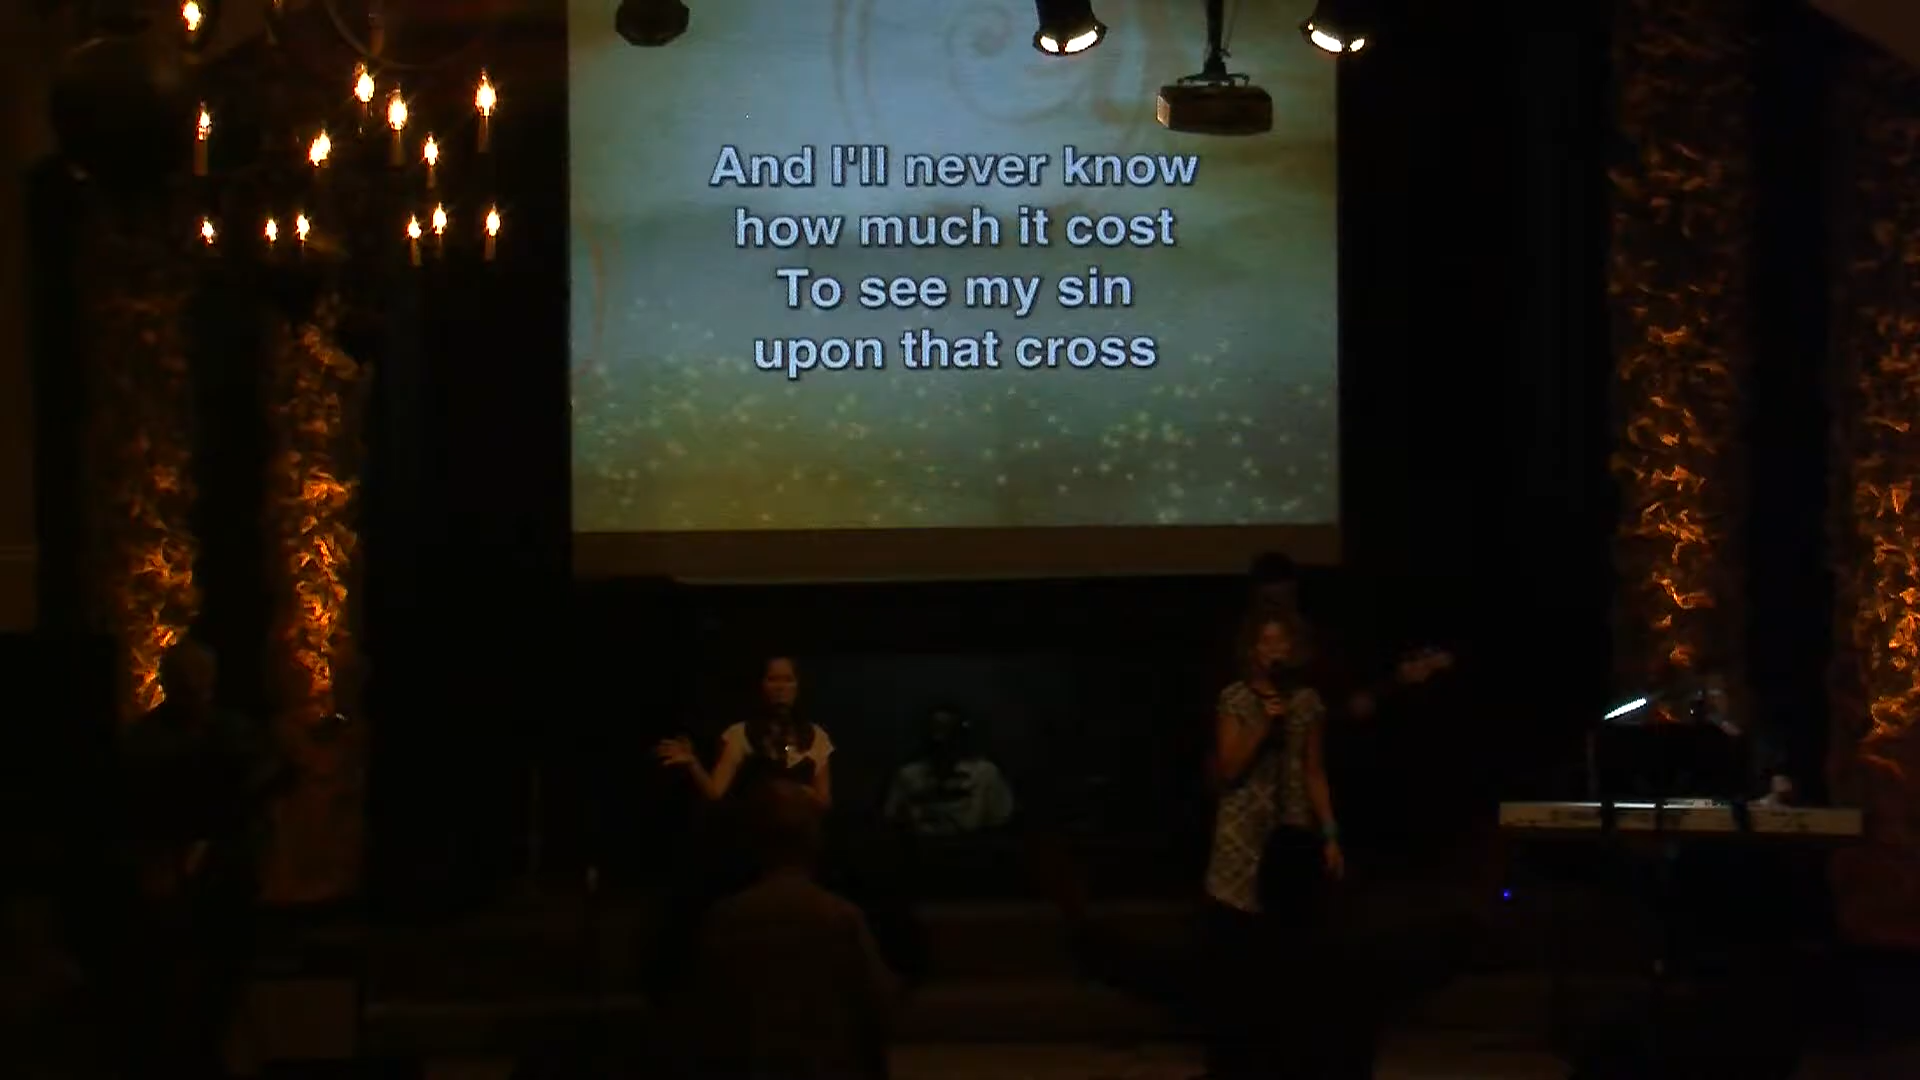 And I'll never know
how much it cost
To see my sin
upon that cross